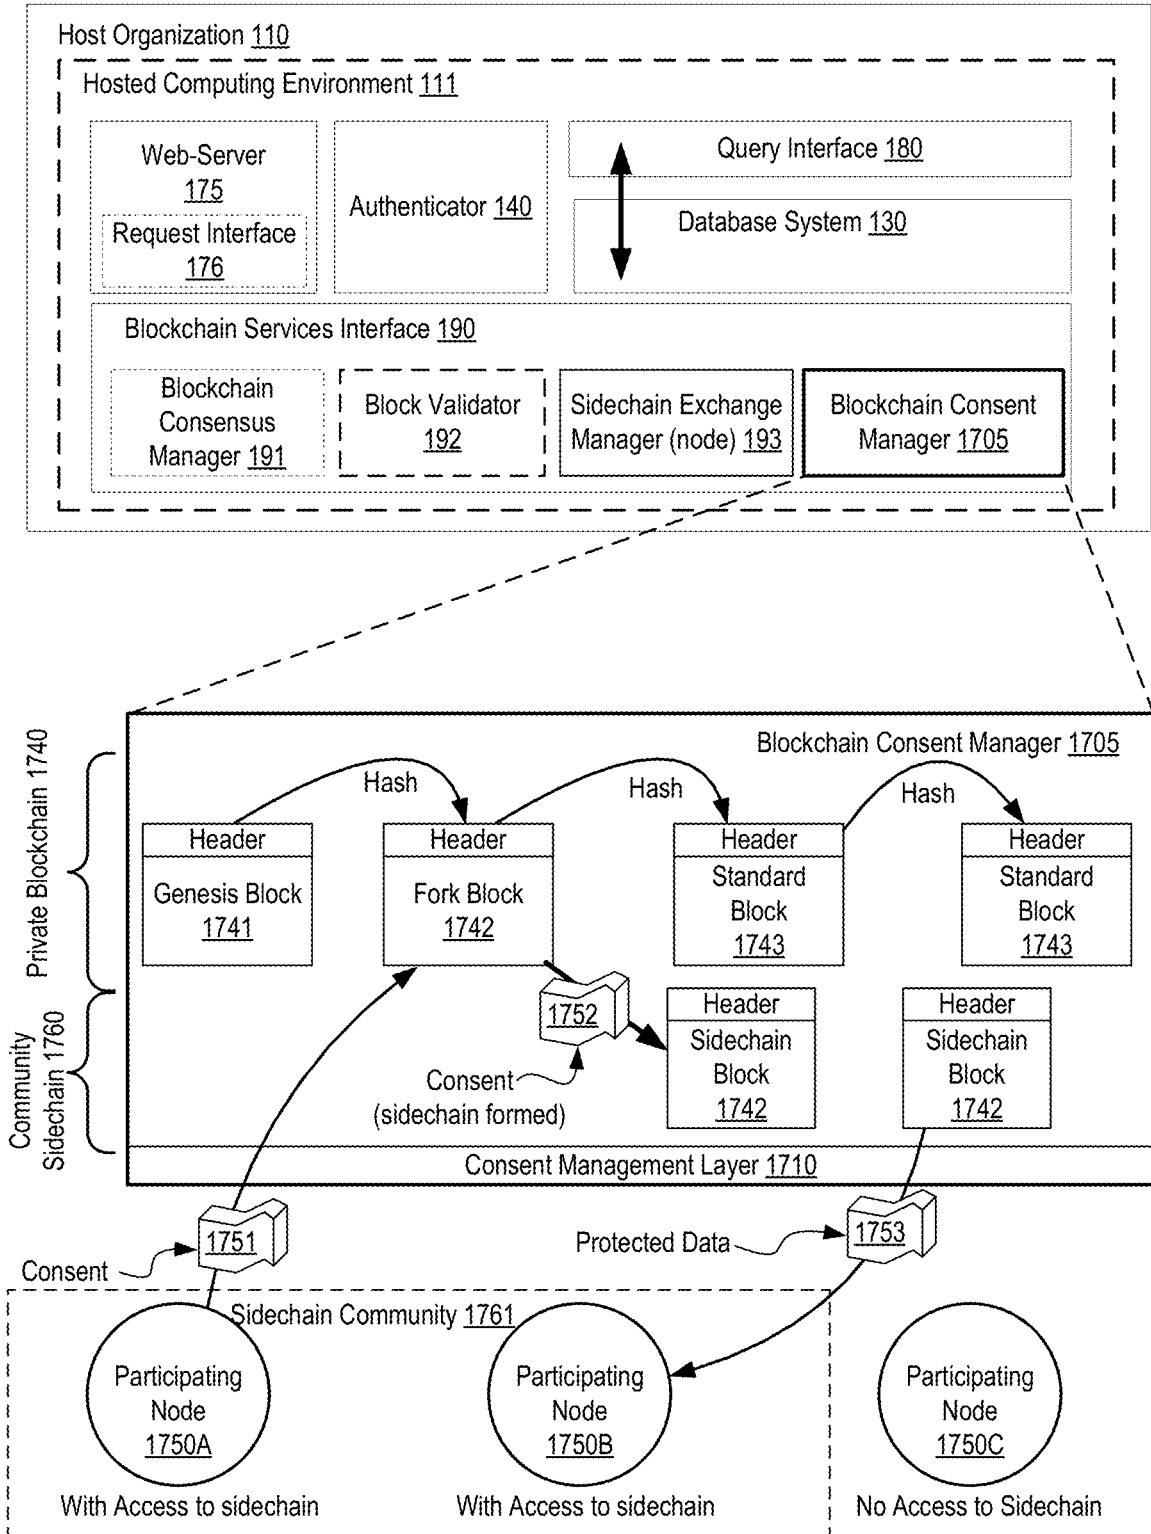 Host Organization 110
Hosted Computing Environment 111
Web-Server
175
Request Interface
176
Authenticator 140
Query Interface 180
Database System 130
Blockchain Services Interface 190
Blockchain
Consensus
Manager 191
Block Validator
192
Sidechain Exchange
Manager (node) 193
Blockchain Consent
Manager 1705
Private Blockchain 1740
Blockchain Consent Manager 1705
Hash
Hash
Hash
Header
Genesis Block
1741
Header
Fork Block
1742
Header
Standard
Block
1743
Header
Standard
Block
1743
Community
Sidechain 1760
1752
Consent
(sidechain formed)
Header
Sidechain
Block
1742
Header
Sidechain
Block
1742
Consent Management Layer 1710
1751
Consent
Protected Data
1753
Sidechain Community 1761
Participating
Node
1750A
With Access to sidechain
Participating
Node
1750B
With Access to sidechain
Participating
Node
1750C
No Access to Sidechain